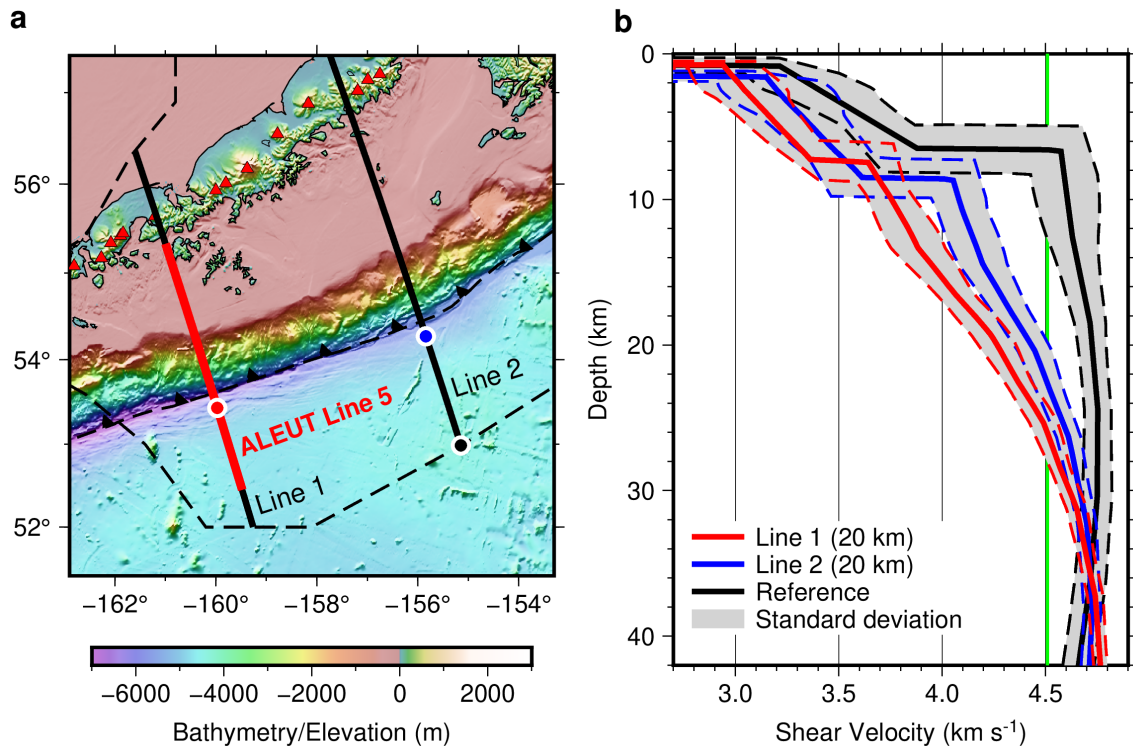 a
56°
54°
52°
−162°
−160°
−158°
−156°
−154°
Line 2
ALEUT Line 5
Line 1
−6000
−4000
−2000
0
2000
Bathymetry/Elevation (m)
b
0
10
20
30
40
Depth (km)
Line 1 (20 km)
Line 2 (20 km)
Reference
Standard deviation
3.0
3.5
4.0
4.5
Shear Velocity (km s⁻¹)